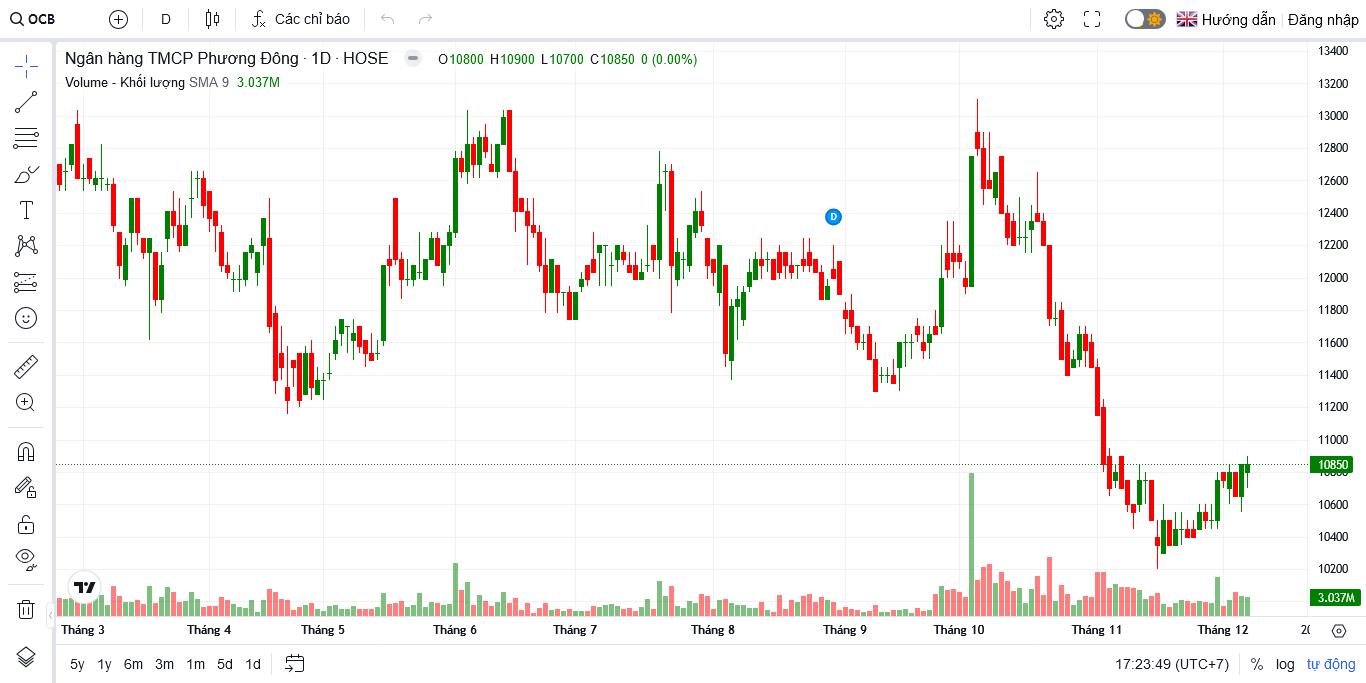 OCB D Các chỉ báo Hướng dẫn Đăng nhập
Ngân hàng TMCP Phương Đông · 1D · HOSE O10800 H10900 L10700 C10850 0 (0.00%)
Volume - Khối lượng SMA 9 3.037M
D
13400
13200
13000
12800
12600
12400
12200
12000
11800
11600
11400
11200
11000
10850
10600
10400
10200
3.037M
Tháng 3 Tháng 4 Tháng 5 Tháng 6 Tháng 7 Tháng 8 Tháng 9 Tháng 10 Tháng 11 Tháng 12
5y 1y 6m 3m 1m 5d 1d 17:23:49 (UTC+7) % log tự động